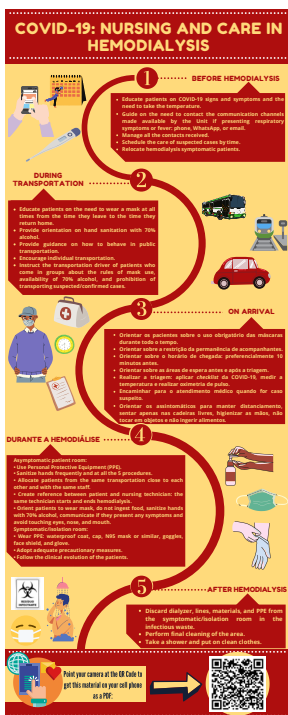 COVID-19: NURSING AND CARE IN
HEMODIALYSIS
1
BEFORE HEMODIALYSIS
• Educate patients on COVID-19 signs and symptoms and the
need to take the temperature.
• Guide on the need to contact the communication channels
made available by the Unit if presenting respiratory
symptoms or fever: phone, WhatsApp, or email.
• Manage all the contacts received.
• Schedule the care of suspected cases by time.
• Relocate hemodialysis symptomatic patients.
DURING
TRANSPORTATION
2
• Educate patients on the need to wear a mask at all
times from the time they leave to the time they
return home.
• Provide orientation on hand sanitation with 70%
alcohol.
• Provide guidance on how to behave in public
transportation.
• Encourage individual transportation.
• Instruct the transportation driver of patients who
come in groups about the rules of mask use,
availability of 70% alcohol, and prohibition of
transporting suspected/confirmed cases.
3
ON ARRIVAL
• Orientar os pacientes sobre o uso obrigatório das máscaras
durante todo o tempo.
• Orientar sobre a restrição da permanência de acompanhantes.
• Orientar sobre o horário de chegada: preferencialmente 10
minutos antes.
• Orientar sobre as áreas de espera antes e após a triagem.
• Realizar a triagem: aplicar checklist da COVID-19, medir a
temperatura e realizar oximetria de pulso.
• Encaminhar para o atendimento médico quando for caso
suspeito.
• Orientar os assintomáticos para manter distanciamento,
sentar apenas nas cadeiras livres, higienizar as mãos, não
tocar em objetos e não ingerir alimentos.
4
DURANTE A HEMODIÁLISE
Asymptomatic patient room:
• Use Personal Protective Equipment (PPE).
• Sanitize hands frequently and at all the 5 procedures.
• Allocate patients from the same transportation close to each
other and with the same staff.
• Create reference between patient and nursing technician: the
same technician starts and ends hemodialysis.
• Orient patients to wear mask, do not ingest food, sanitize hands
with 70% alcohol, communicate if they present any symptoms and
avoid touching eyes, nose, and mouth.
Symptomatic/isolation room:
• Wear PPE: waterproof coat, cap, N95 mask or similar, goggles,
face shield, and glove.
• Adopt adequate precautionary measures.
• Follow the clinical evolution of the patients.
5
AFTER HEMODIALYSIS
• Discard dialyzer, lines, materials, and PPE from
the symptomatic/isolation room in the
infectious waste.
• Perform final cleaning of the area.
• Take a shower and put on clean clothes.
Point your camera at the QR Code to
get this material on your cell phone
as a PDF: